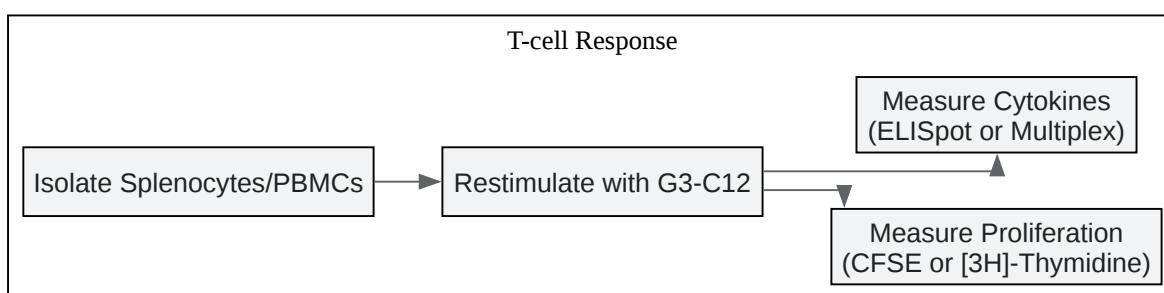 T-cell Response
Measure Cytokines
(ELISpot or Multiplex)
Isolate Splenocytes/PBMCs
Restimulate with G3-C12
Measure Proliferation
(CFSE or [3H]-Thymidine)